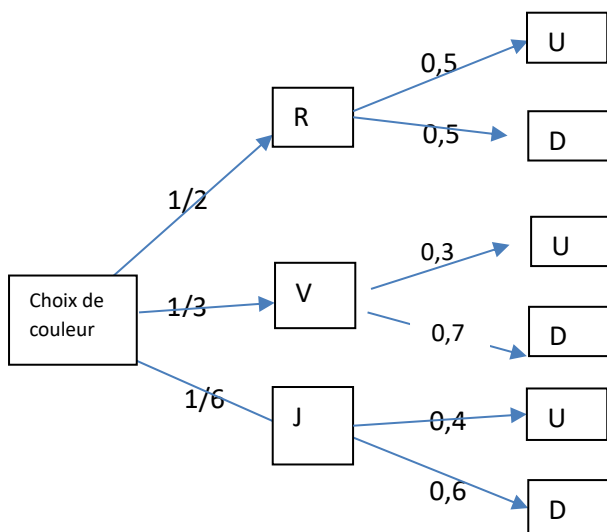 U
0,5
R
0,5
D
1/2
U
0,3
V
Choix de
couleur
1/3
0,7
D
1/6
J
U
0,4
0,6
D